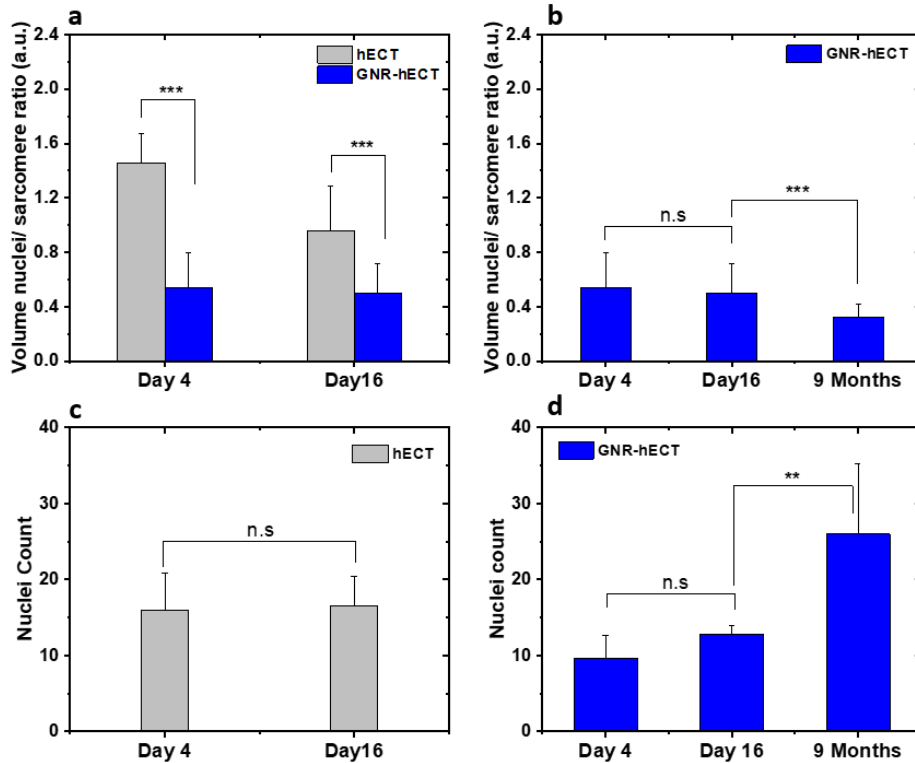 a
Volume nuclei/ sarcomere ratio (a.u.)
2.4
2.0
1.6
1.2
0.8
0.4
0.0
hECT
GNR-hECT
***
***
Day 4
Day16
b
Volume nuclei/ sarcomere ratio (a.u.)
2.4
2.0
1.6
1.2
0.8
0.4
0.0
GNR-hECT
n.s
***
Day 4
Day16
9 Months
c
Nuclei Count
40
30
20
10
0
hECT
n.s
Day 4
Day16
d
Nuclei count
40
30
20
10
0
GNR-hECT
n.s
**
Day 4
Day 16
9 Months